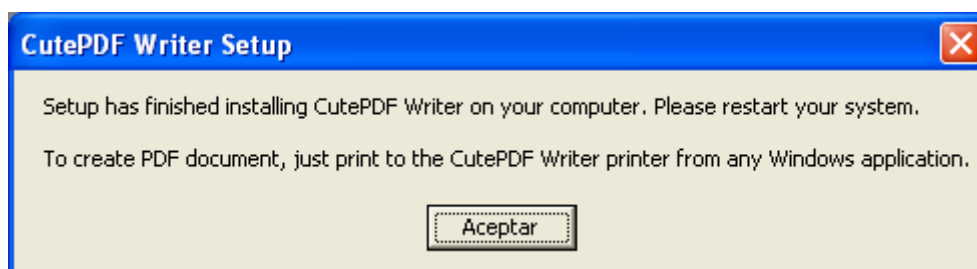 CutePDF Writer Setup
Setup has finished installing CutePDF Writer on your computer. Please restart your system.
To create PDF document, just print to the CutePDF Writer printer from any Windows application.
Aceptar